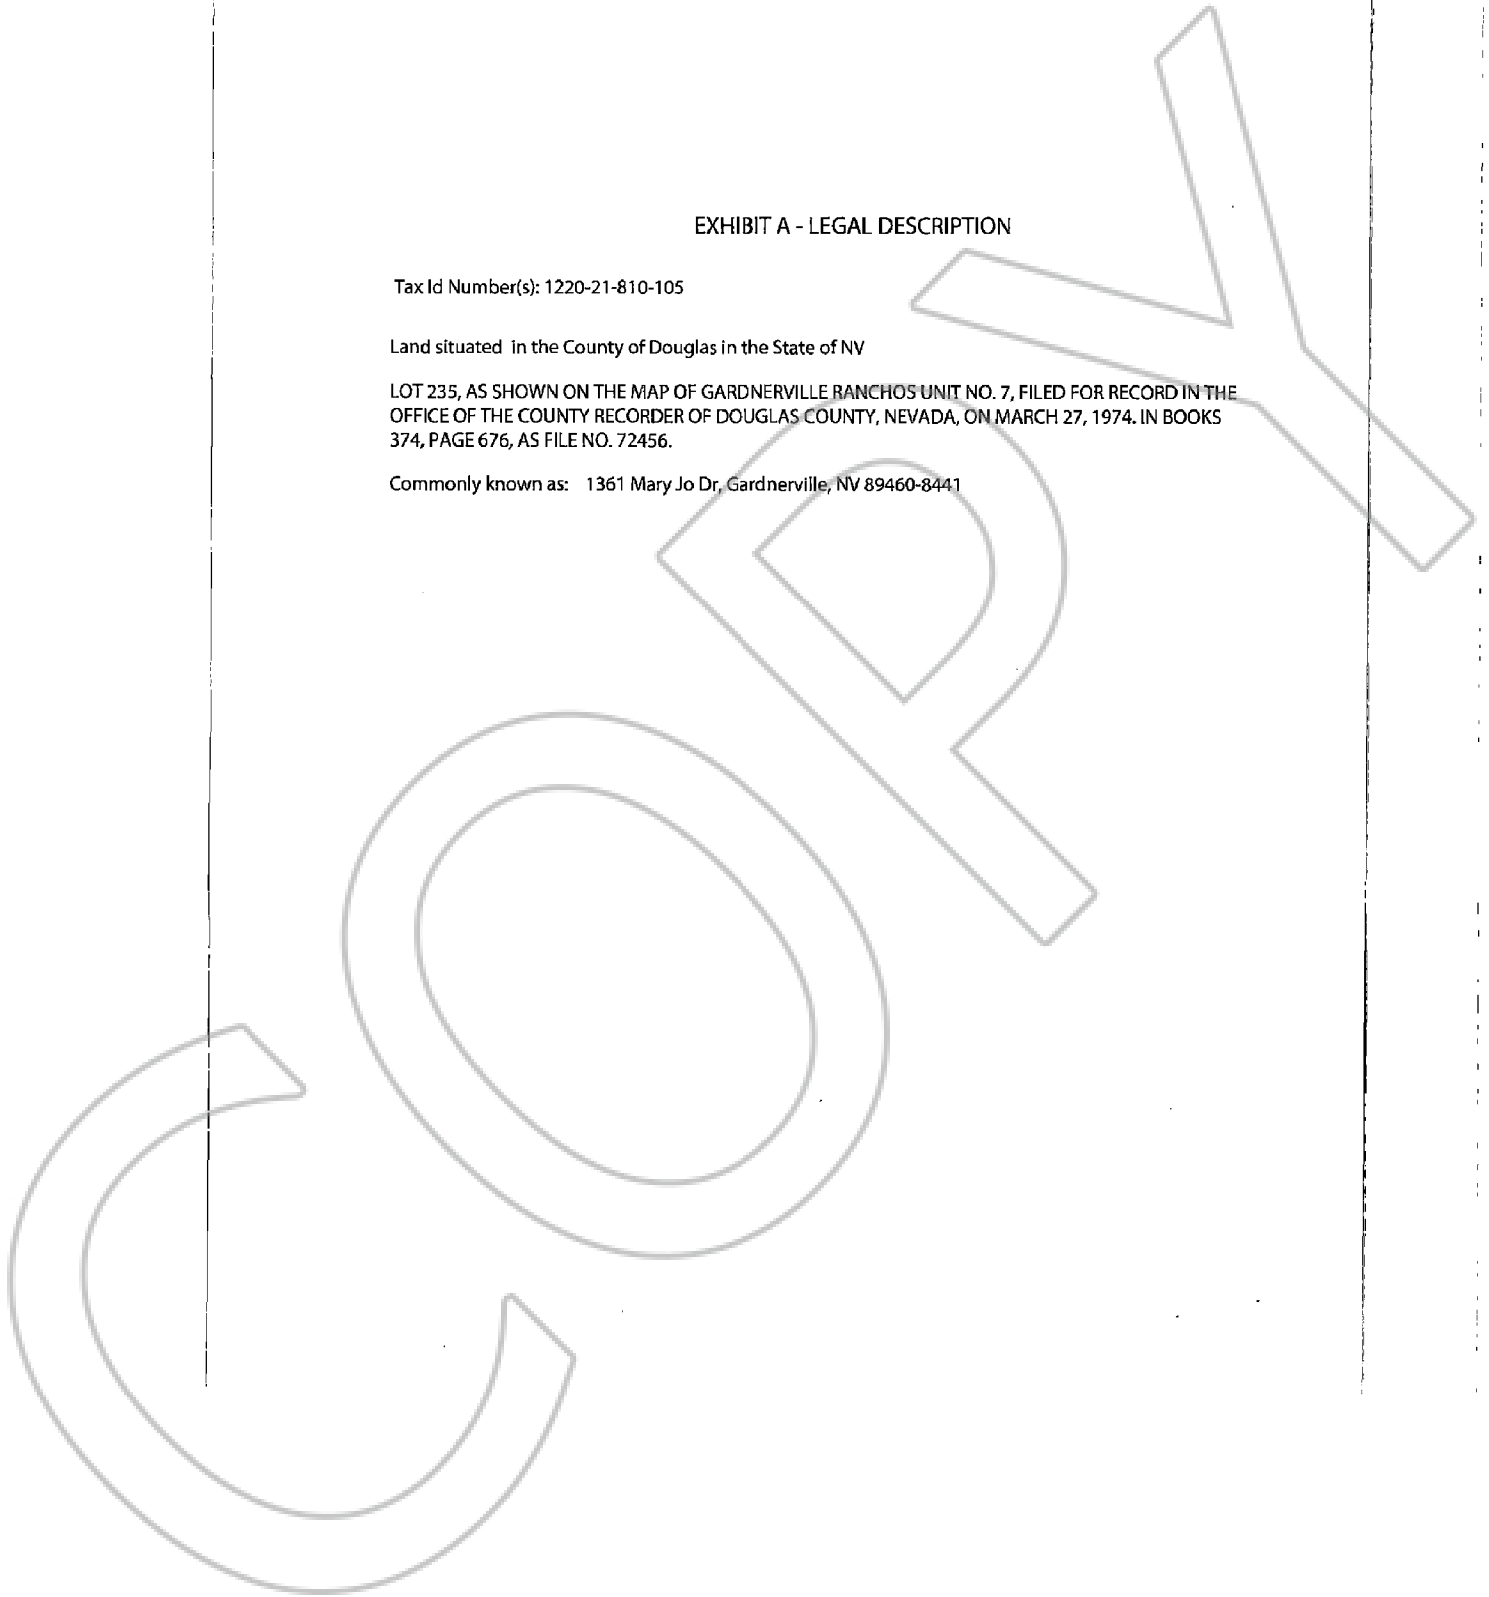 EXHIBIT A - LEGAL DESCRIPTION
Tax Id Number(s): 1220-21-810-105
Land situated in the County of Douglas in the State of NV
LOT 235, AS SHOWN ON THE MAP OF GARDNERVILLE RANCHOS UNIT NO. 7, FILED FOR RECORD IN THE
OFFICE OF THE COUNTY RECORDER OF DOUGLAS COUNTY, NEVADA, ON MARCH 27, 1974. IN BOOKS
374, PAGE 676, AS FILE NO. 72456.
Commonly known as: 1361 Mary Jo Dr, Gardnerville, NV 89460-8441
COPY